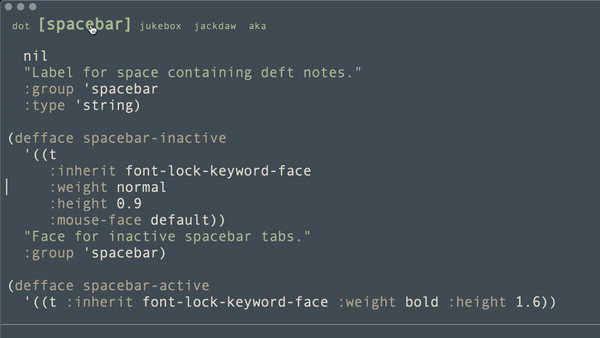 dot [spacebar] jukebox jackdaw aka
nil
"Label for space containing deft notes."
:group 'spacebar
:type 'string)
(defface spacebar-inactive
'((t
:inherit font-lock-keyword-face
:weight normal
:height 0.9
:mouse-face default))
"Face for inactive spacebar tabs."
:group 'spacebar)
(defface spacebar-active
'((t :inherit font-lock-keyword-face :weight bold :height 1.6))